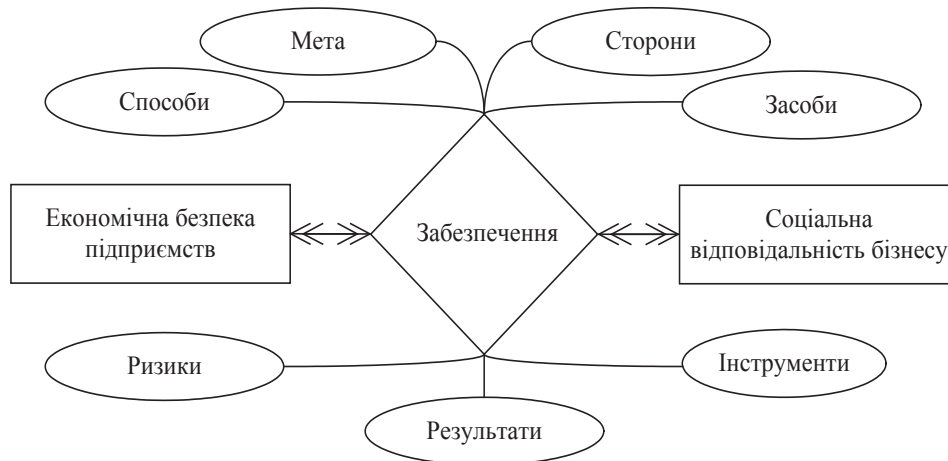 Мета
Сторони
Способи
Засоби
Економічна безпека
підприємств
Забезпечення
Соціальна
відповідальність бізнесу
Ризики
Інструменти
Результати